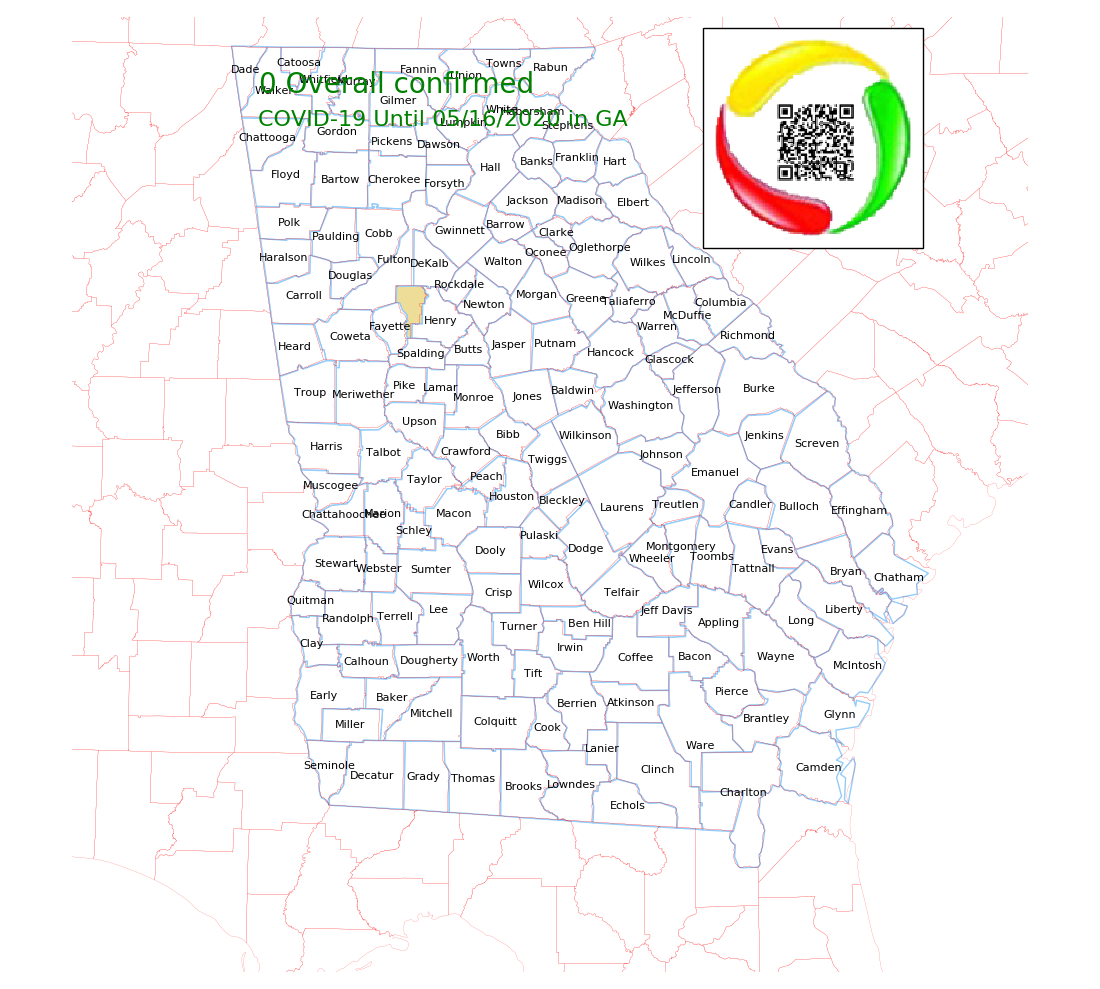 Dade
Catoosa
Whitfield
Murray
Walker
Fannin
Union
Towns
Rabun
0 Overall confirmed
Gilmer
White
Habersham
COVID-19 Until 05/16/2020 in GA
Lumpkin
Stephens
Chattooga
Gordon
Pickens
Dawson
Floyd
Bartow
Cherokee
Forsyth
Hall
Banks
Franklin
Hart
Jackson
Madison
Elbert
Polk
Paulding
Cobb
Gwinnett
Barrow
Clarke
Haralson
Fulton
DeKalb
Walton
Oconee
Oglethorpe
Wilkes
Lincoln
Carroll
Douglas
Rockdale
Newton
Morgan
Greene
Taliaferro
McDuffie
Columbia
Heard
Coweta
Fayette
Henry
Warren
Richmond
Spalding
Butts
Jasper
Putnam
Hancock
Glascock
Troup
Meriwether
Pike
Lamar
Monroe
Jones
Baldwin
Washington
Jefferson
Burke
Upson
Harris
Talbot
Crawford
Bibb
Twiggs
Wilkinson
Johnson
Jenkins
Screven
Emanuel
Muscogee
Taylor
Peach
Houston
Bleckley
Laurens
Treutlen
Candler
Bulloch
Effingham
Chattahoochee
Marion
Macon
Schley
Stewart
Webster
Sumter
Dooly
Pulaski
Dodge
Wheeler
Montgomery
Toombs
Tattnall
Evans
Bryan
Chatham
Quitman
Randolph
Terrell
Lee
Crisp
Wilcox
Telfair
Jeff Davis
Appling
Long
Liberty
Clay
Calhoun
Dougherty
Worth
Turner
Ben Hill
Irwin
Tift
Coffee
Bacon
Wayne
McIntosh
Early
Baker
Mitchell
Miller
Colquitt
Cook
Berrien
Atkinson
Pierce
Brantley
Glynn
Seminole
Decatur
Grady
Thomas
Brooks
Lowndes
Lanier
Clinch
Echols
Ware
Charlton
Camden